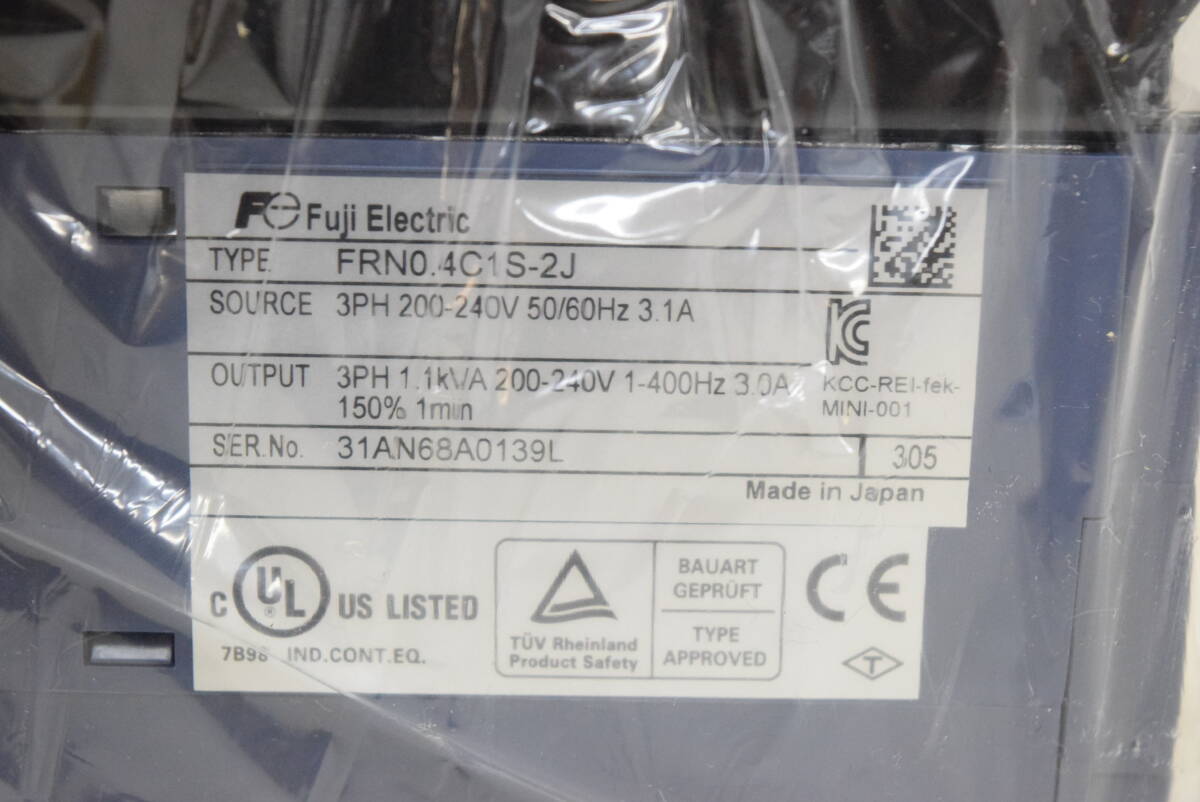 Fe Fuji Electric
TYPE FRN0.4C1S-2J
SOURCE 3PH 200-240V 50/60Hz 3.1A
OUTPUT 3PH 1.1kVA 200-240V 1-400Hz 3.0A
150% 1min
KCC-REI-fek-
MINI-001
SER.No. 31AN68A0139L 305
Made in Japan
C UL ® US LISTED
7B98 IND.CONT.EQ.
TÜV Rheinland
Product Safety
BAUART
GEPRÜFT
TYPE
APPROVED
CE
T